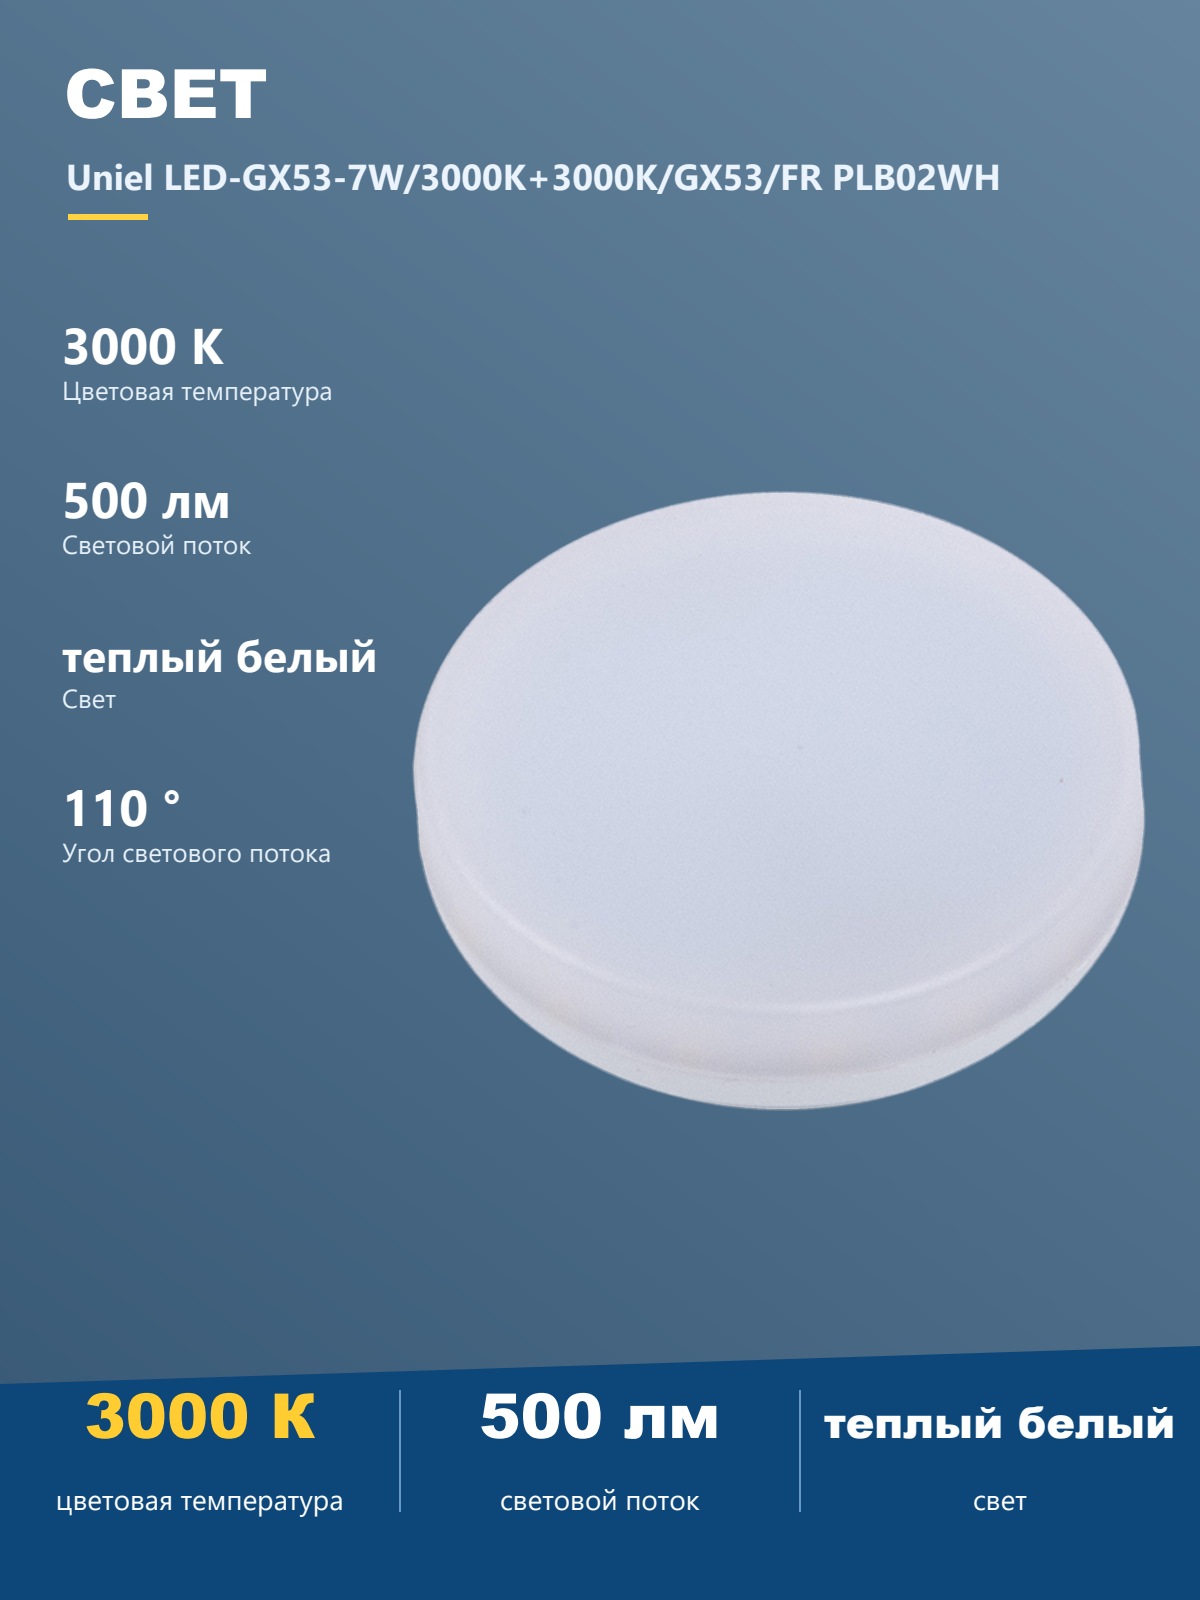 СВЕТ
Uniel LED-GX53-7W/3000K+3000K/GX53/FR PLB02WH
3000 К
Цветовая температура
500 лм
Световой поток
теплый белый
Свет
110 °
Угол светового потока
3000 К
500 лм
теплый белый
цветовая температура
световой поток
свет